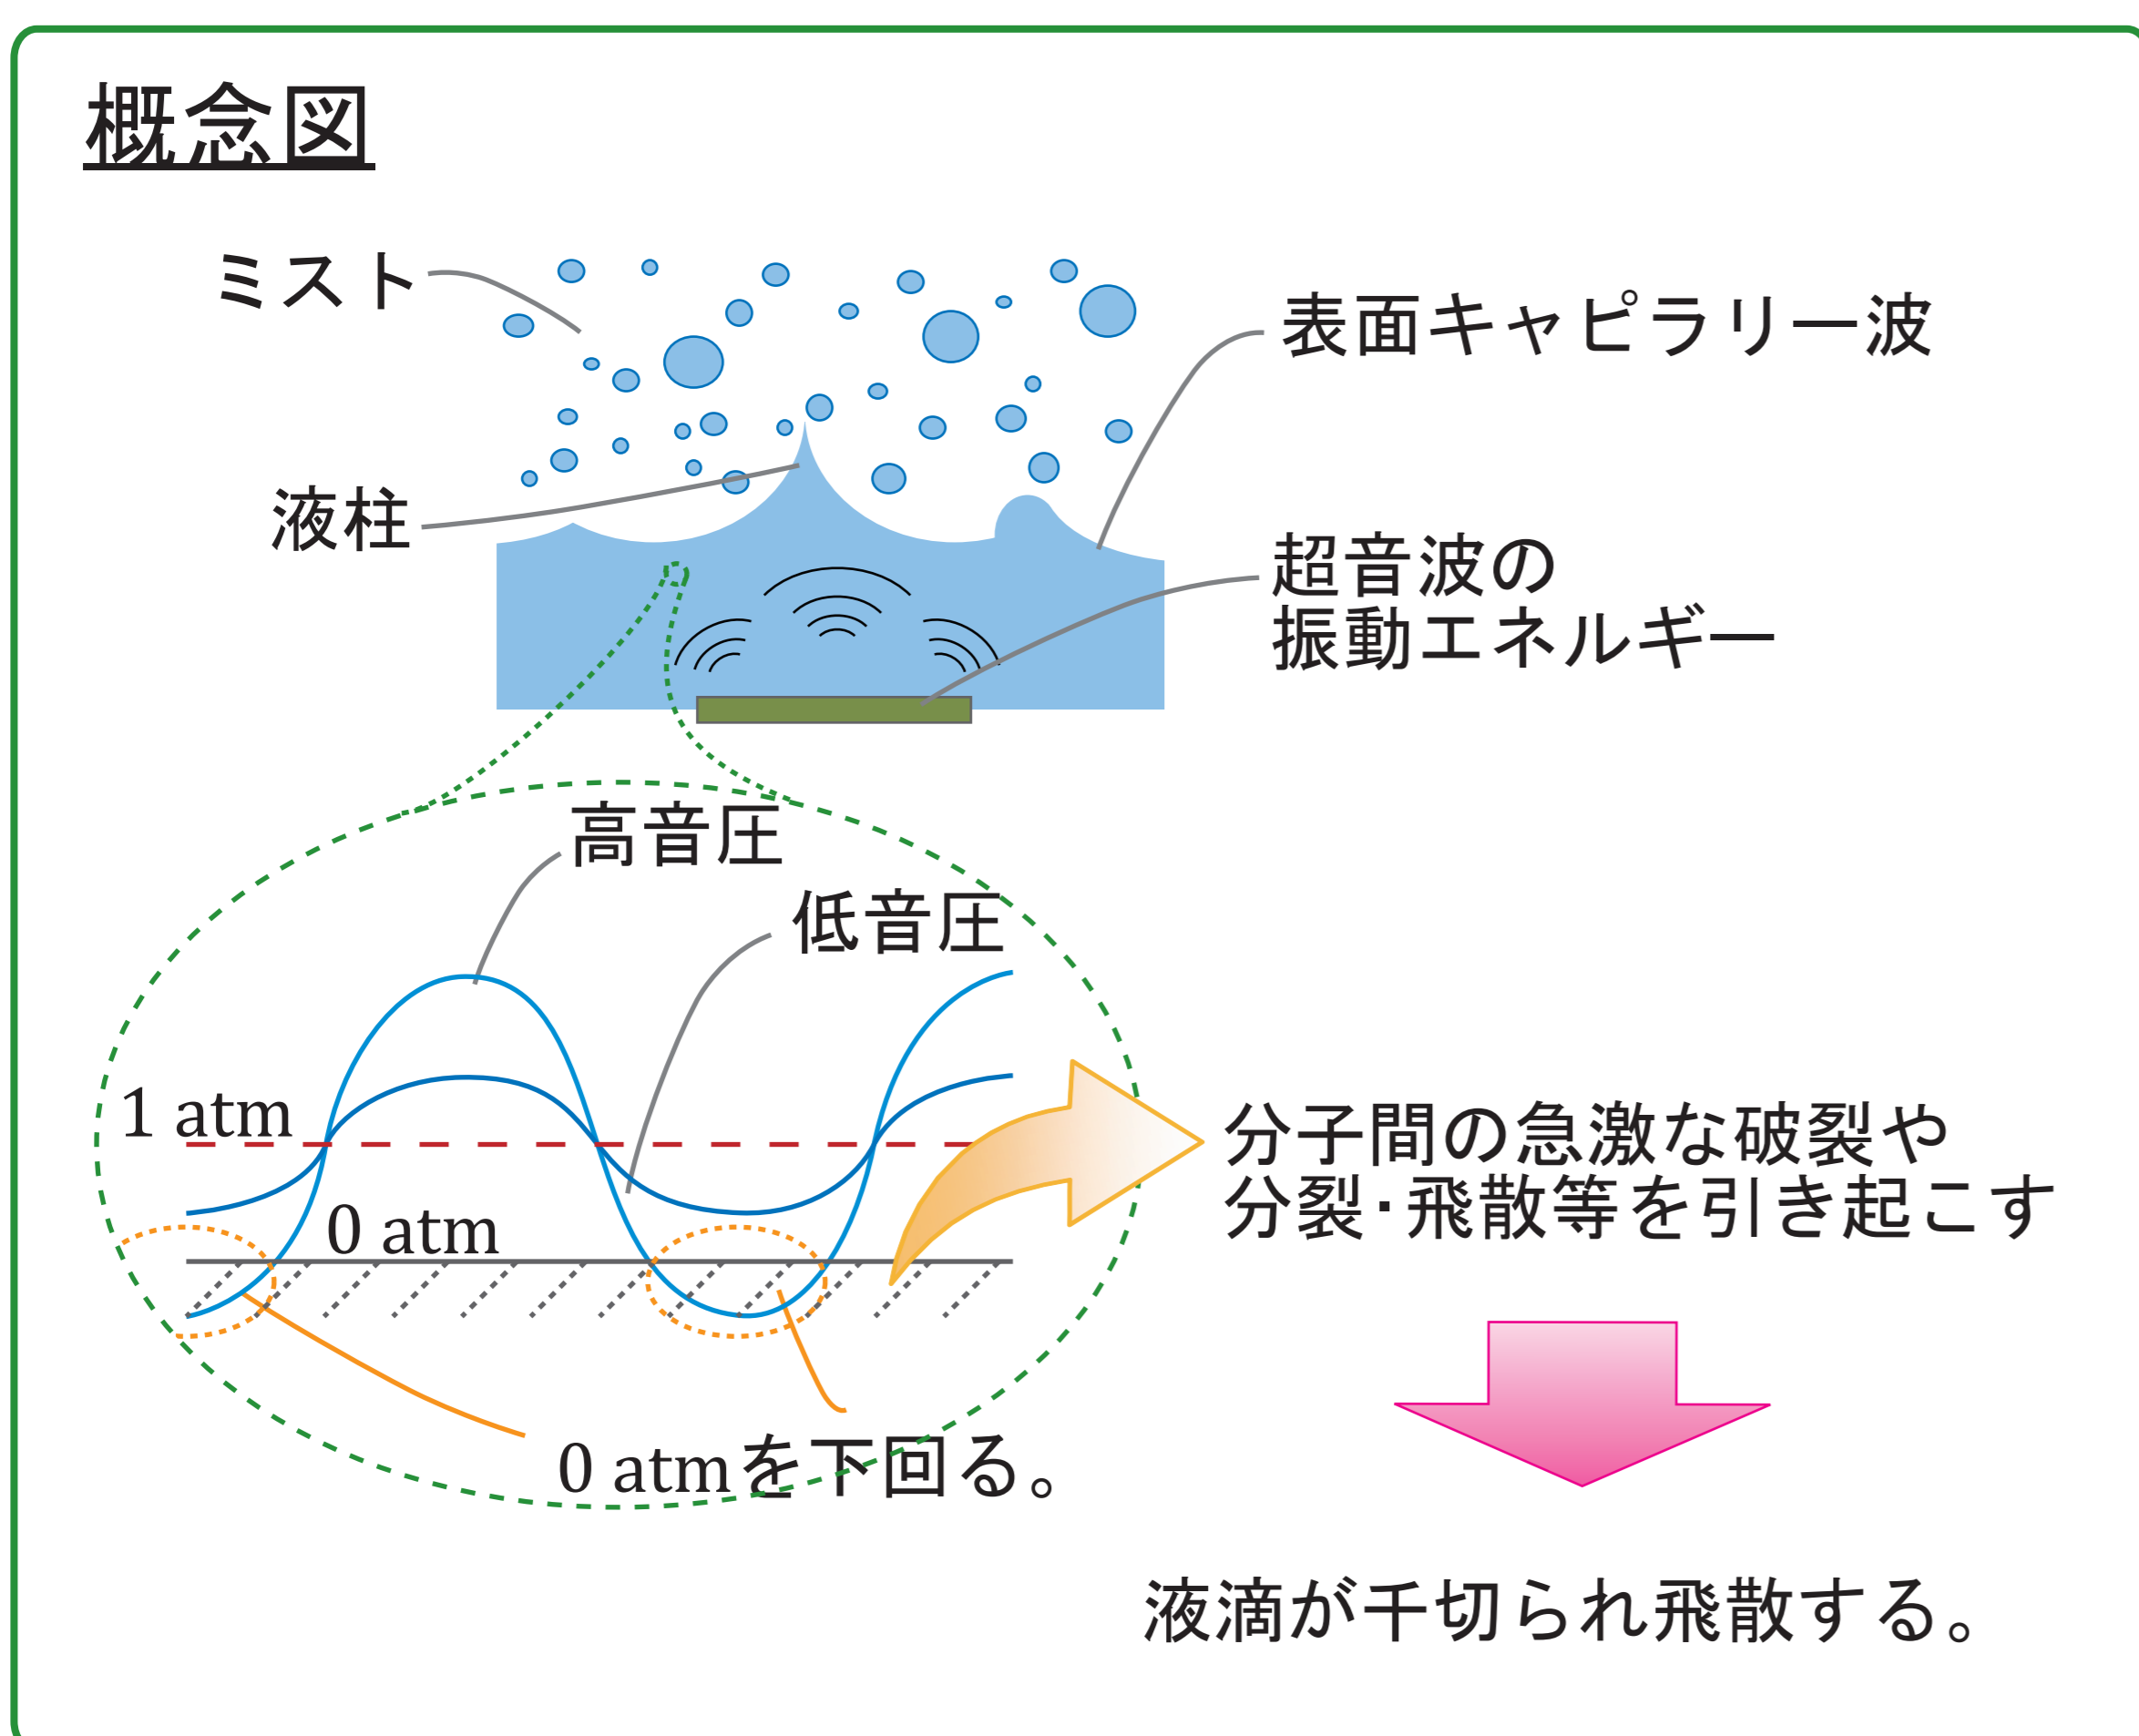 概念図
ミスト
表面キャピラリー波
液柱
超音波の
振動エネルギー
高音圧
低音圧
1 atm
0 atm
分子間の急激な破裂や
分裂・飛散等を引き起こす
0 atmを下回る。
液滴が千切られ飛散する。